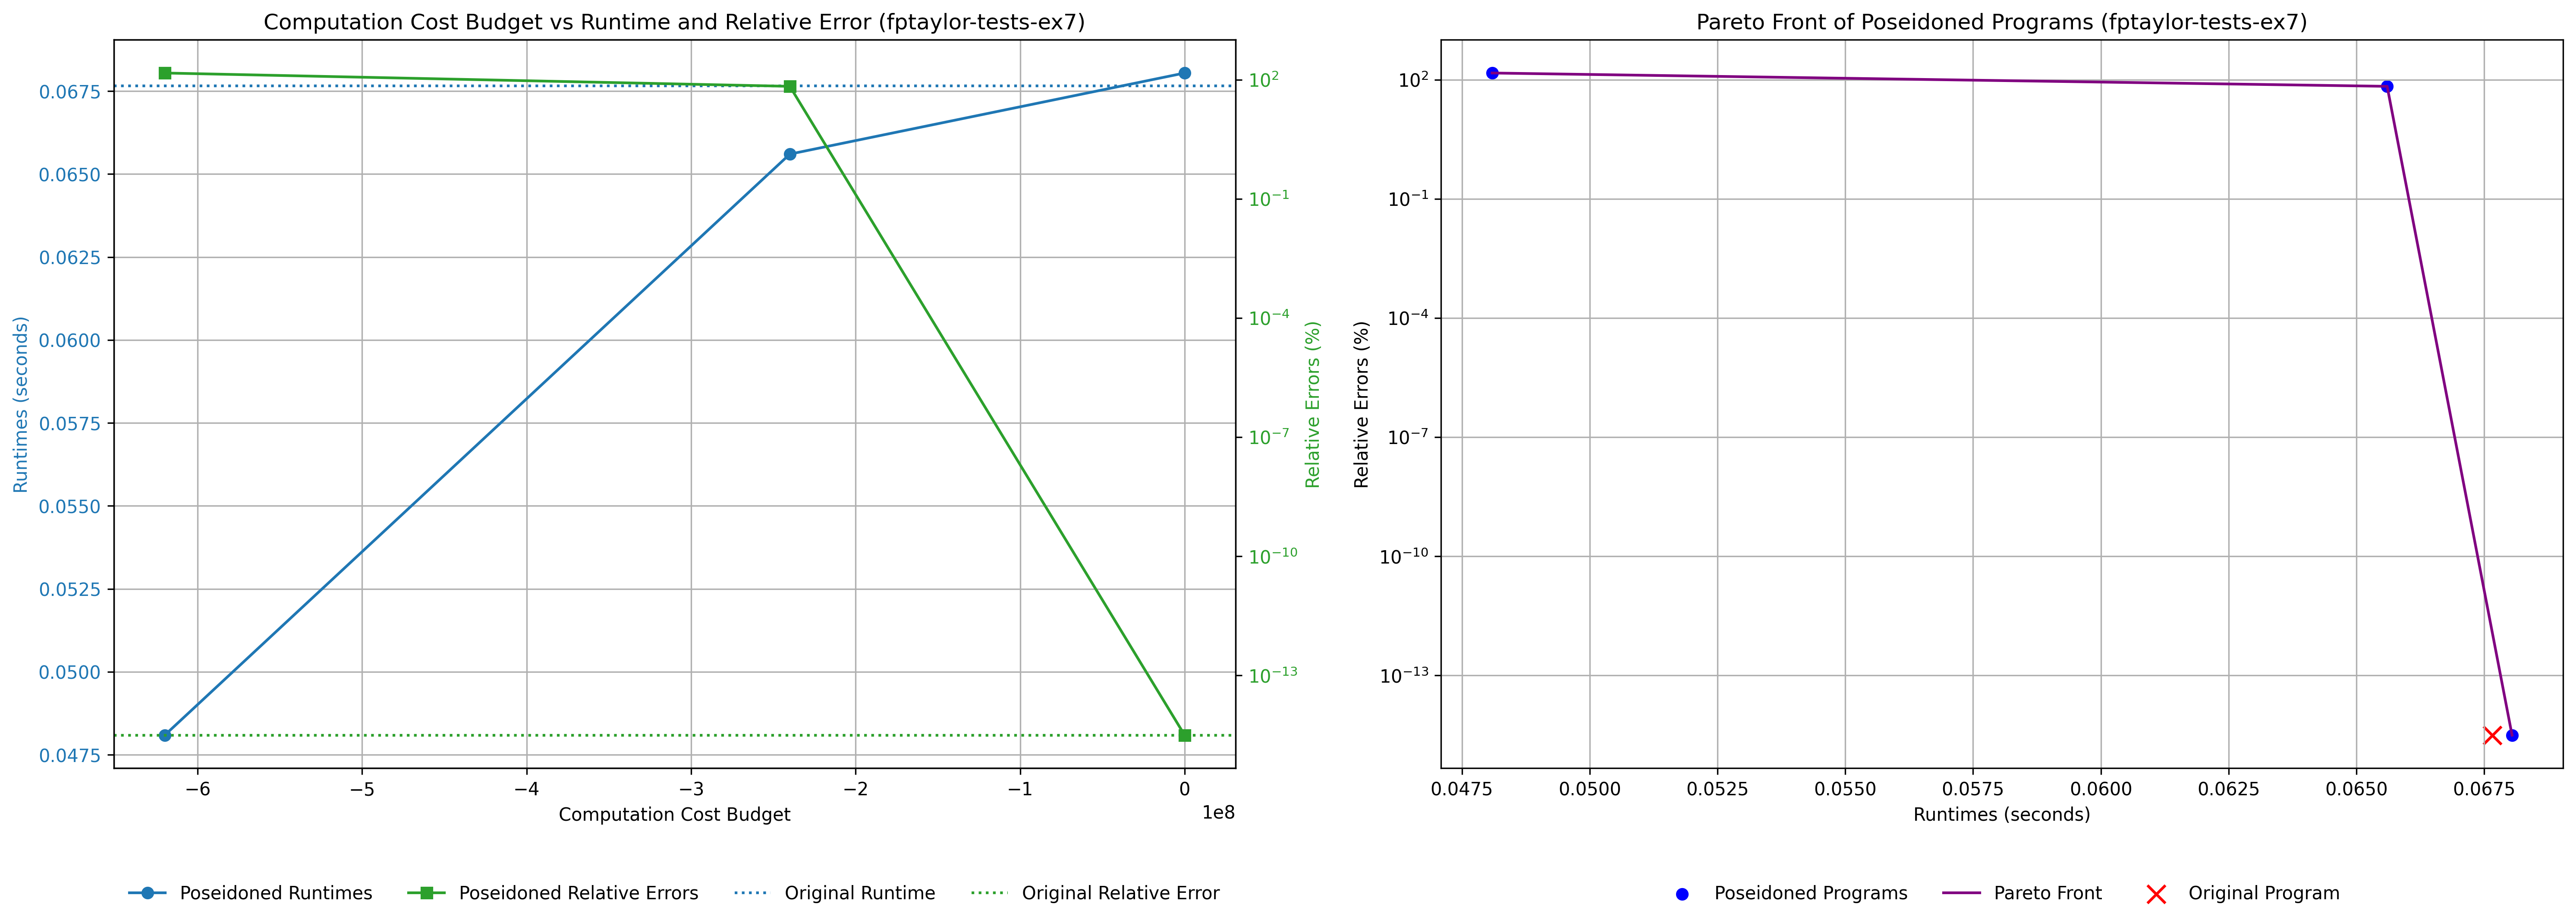 Computation Cost Budget vs Runtime and Relative Error (fptaylor-tests-ex7)
Runtimes (seconds)
0.0675
0.0650
0.0625
0.0600
0.0575
0.0550
0.0525
0.0500
0.0475
10²
10⁻¹
10⁻⁴
10⁻⁷
10⁻¹⁰
10⁻¹³
Relative Errors (%)
−6 −5 −4 −3 −2 −1 0
1e8
Computation Cost Budget
Poseidoned Runtimes Poseidoned Relative Errors Original Runtime Original Relative Error
Pareto Front of Poseidoned Programs (fptaylor-tests-ex7)
Relative Errors (%)
10²
10⁻¹
10⁻⁴
10⁻⁷
10⁻¹⁰
10⁻¹³
0.0475 0.0500 0.0525 0.0550 0.0575 0.0600 0.0625 0.0650 0.0675
Runtimes (seconds)
Poseidoned Programs Pareto Front Original Program